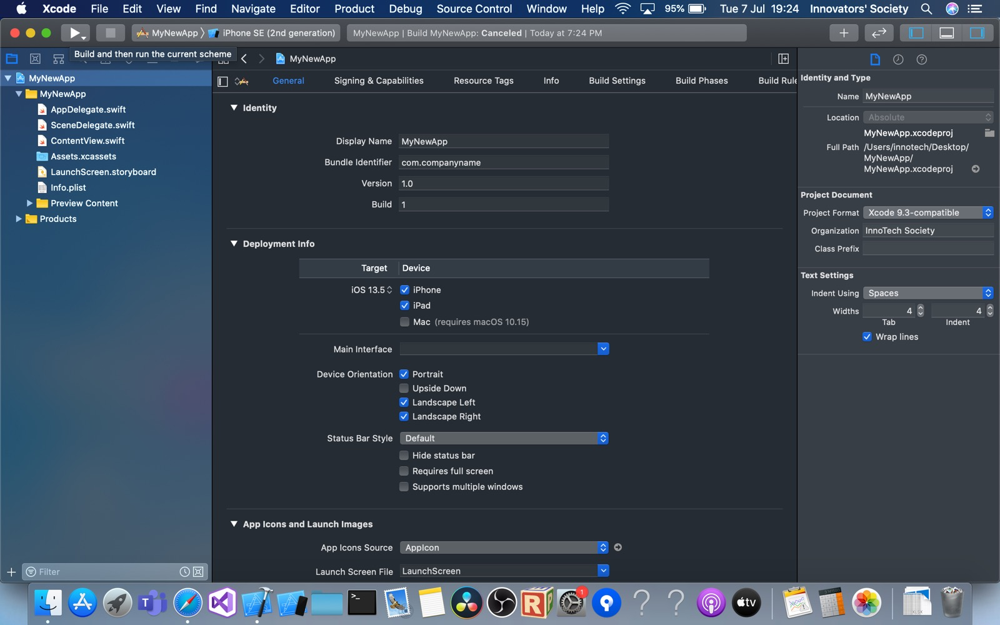 Xcode File Edit View Find Navigate Editor Product Debug Source Control Window Help 95% Tue 7 Jul 19:24 Innovators' Society
MyNewApp iPhone SE (2nd generation) MyNewApp | Build MyNewApp: Canceled | Today at 7:24 PM
Build and then run the current scheme
MyNewApp
MyNewApp
MyNewApp
AppDelegate.swift
SceneDelegate.swift
ContentView.swift
Assets.xcassets
LaunchScreen.storyboard
Info.plist
Preview Content
Products
Filter
General Signing & Capabilities Resource Tags Info Build Settings Build Phases Build Rule
Identity
Display Name MyNewApp
Bundle Identifier com.companyname
Version 1.0
Build 1
Deployment Info
Target Device
iOS 13.5 iPhone
iPad
Mac (requires macOS 10.15)
Main Interface
Device Orientation Portrait
Upside Down
Landscape Left
Landscape Right
Status Bar Style Default
Hide status bar
Requires full screen
Supports multiple windows
App Icons and Launch Images
App Icons Source AppIcon
Launch Screen File LaunchScreen
Identity and Type
Name MyNewApp
Location Absolute
MyNewApp.xcodeproj
Full Path /Users/innotech/Desktop/
MyNewApp/
MyNewApp.xcodeproj
Project Document
Project Format Xcode 9.3-compatible
Organization InnoTech Society
Class Prefix
Text Settings
Indent Using Spaces
Widths 4 4
Tab Indent
Wrap lines
1
tv
XLSX